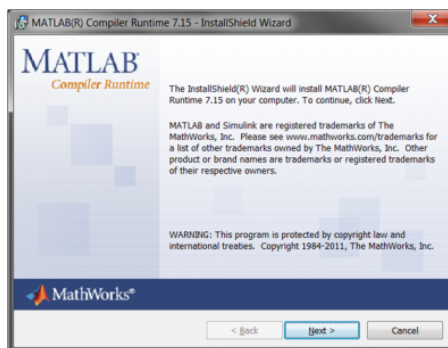 MATLAB(R) Compiler Runtime 7.15 - InstallShield Wizard
MATLAB®
Compiler Runtime
The InstallShield(R) Wizard will install MATLAB(R) Compiler
Runtime 7.15 on your computer. To continue, click Next.
MATLAB and Simulink are registered trademarks of The
MathWorks, Inc. Please see www.mathworks.com/trademarks for
a list of other trademarks owned by The MathWorks, Inc. Other
product or brand names are trademarks or registered trademarks
of their respective owners.
WARNING: This program is protected by copyright law and
international treaties. Copyright 1984-2011, The MathWorks, Inc.
MathWorks®
< Back
Next >
Cancel